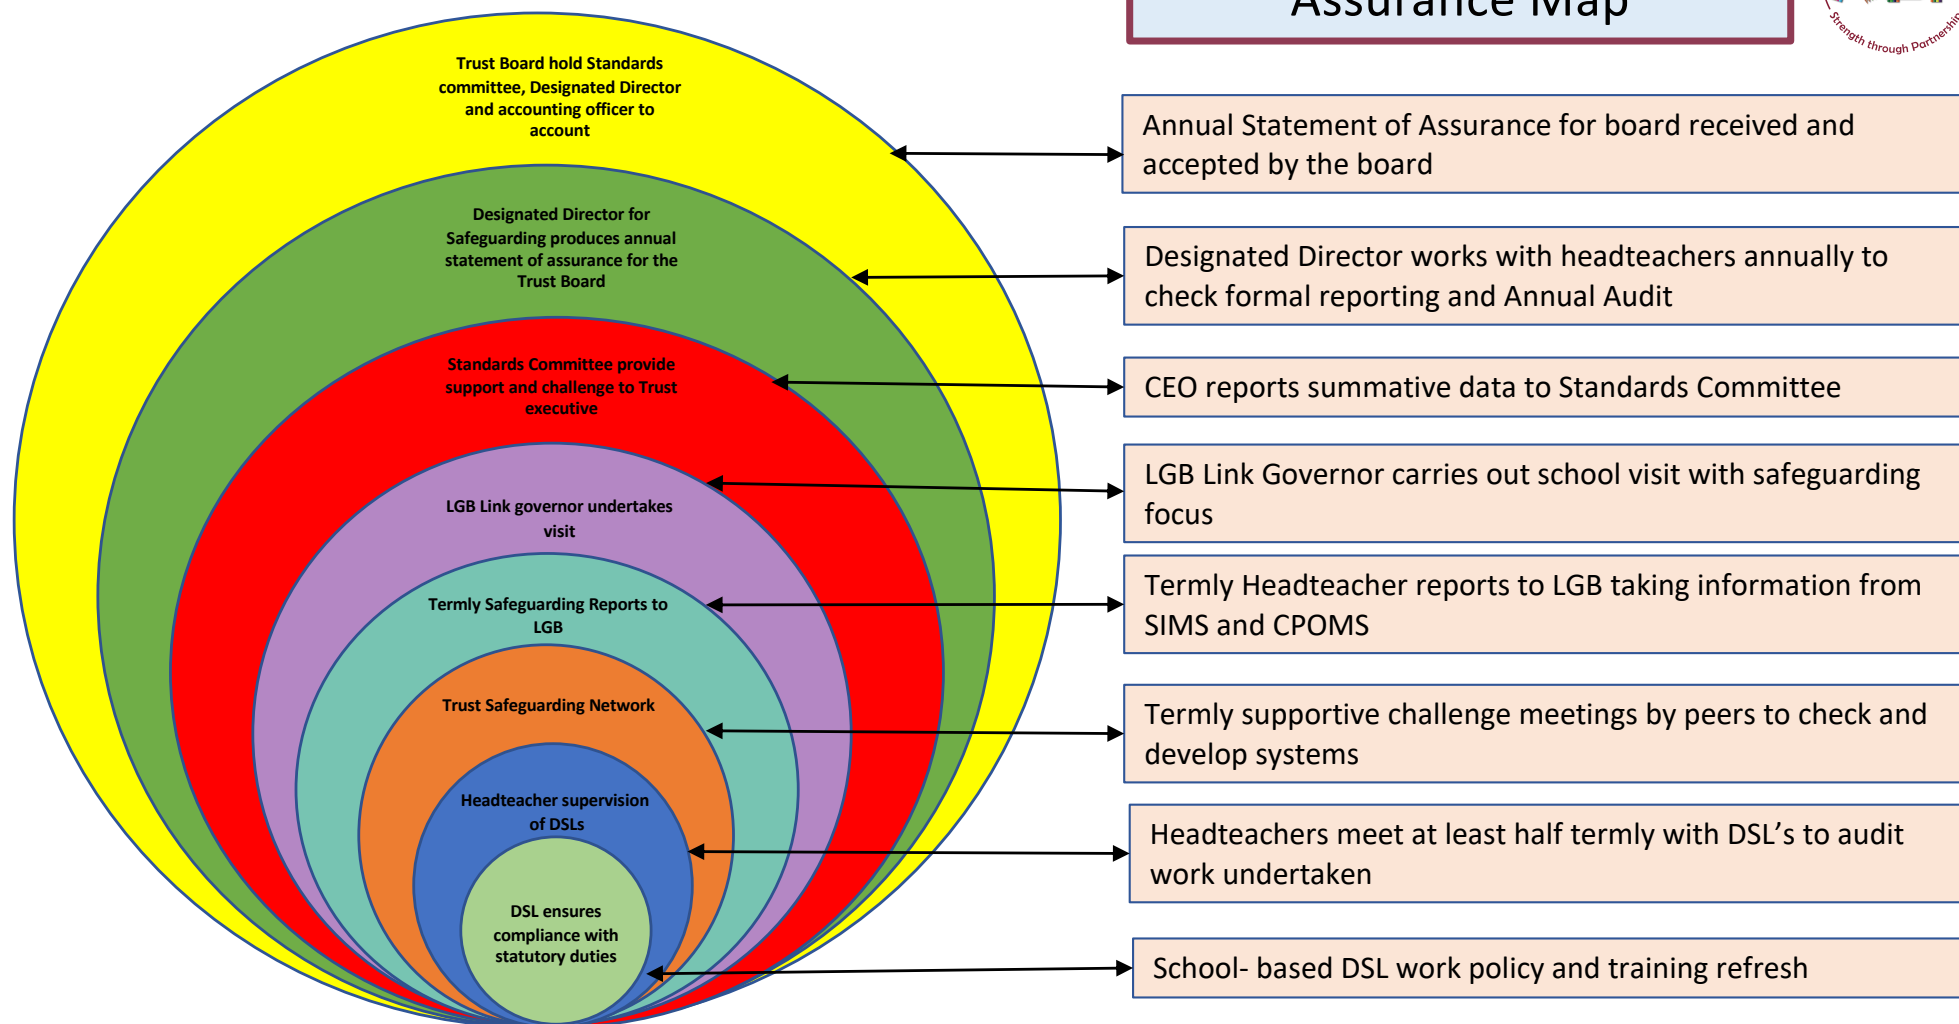 Assurance Map
Strength through Partnership
Trust Board hold Standards
committee, Designated Director
and accounting officer to
account
Annual Statement of Assurance for board received and
accepted by the board
Designated Director for
Safeguarding produces annual
statement of assurance for the
Trust Board
Designated Director works with headteachers annually to
check formal reporting and Annual Audit
Standards Committee provide
support and challenge to Trust
executive
CEO reports summative data to Standards Committee
LGB Link governor undertakes
visit
LGB Link Governor carries out school visit with safeguarding
focus
Termly Safeguarding Reports to
LGB
Termly Headteacher reports to LGB taking information from
SIMS and CPOMS
Trust Safeguarding Network
Termly supportive challenge meetings by peers to check and
develop systems
Headteacher supervision
of DSLs
Headteachers meet at least half termly with DSL’s to audit
work undertaken
DSL ensures
compliance with
statutory duties
School- based DSL work policy and training refresh